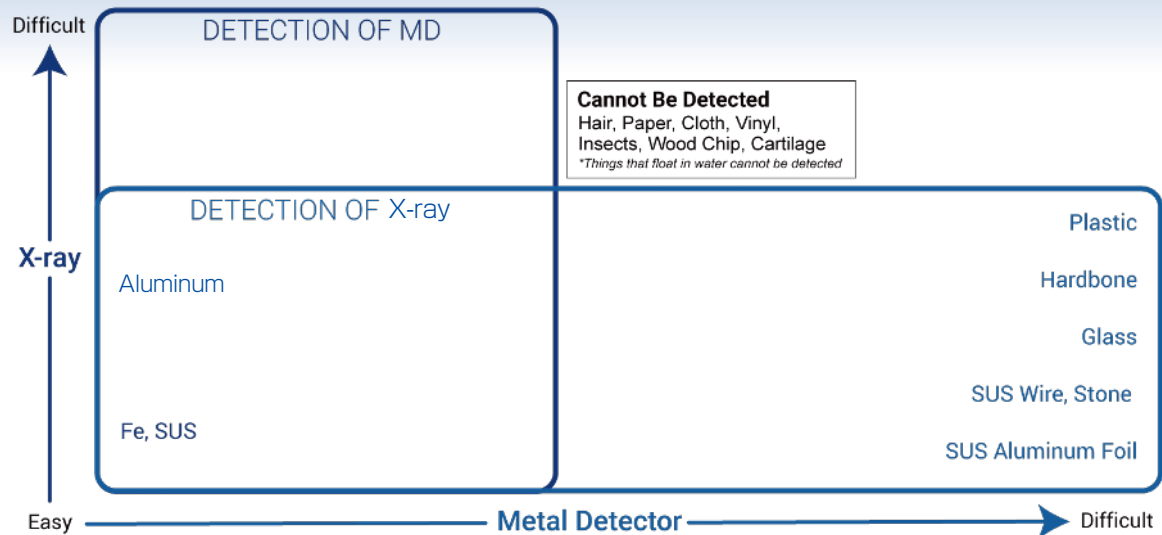 Difficult
DETECTION OF MD
Cannot Be Detected
Hair, Paper, Cloth, Vinyl,
Insects, Wood Chip, Cartilage
*Things that float in water cannot be detected
DETECTION OF X-ray
Plastic
X-ray
Aluminum
Hardbone
Glass
SUS Wire, Stone
Fe, SUS
SUS Aluminum Foil
Easy
Metal Detector
Difficult